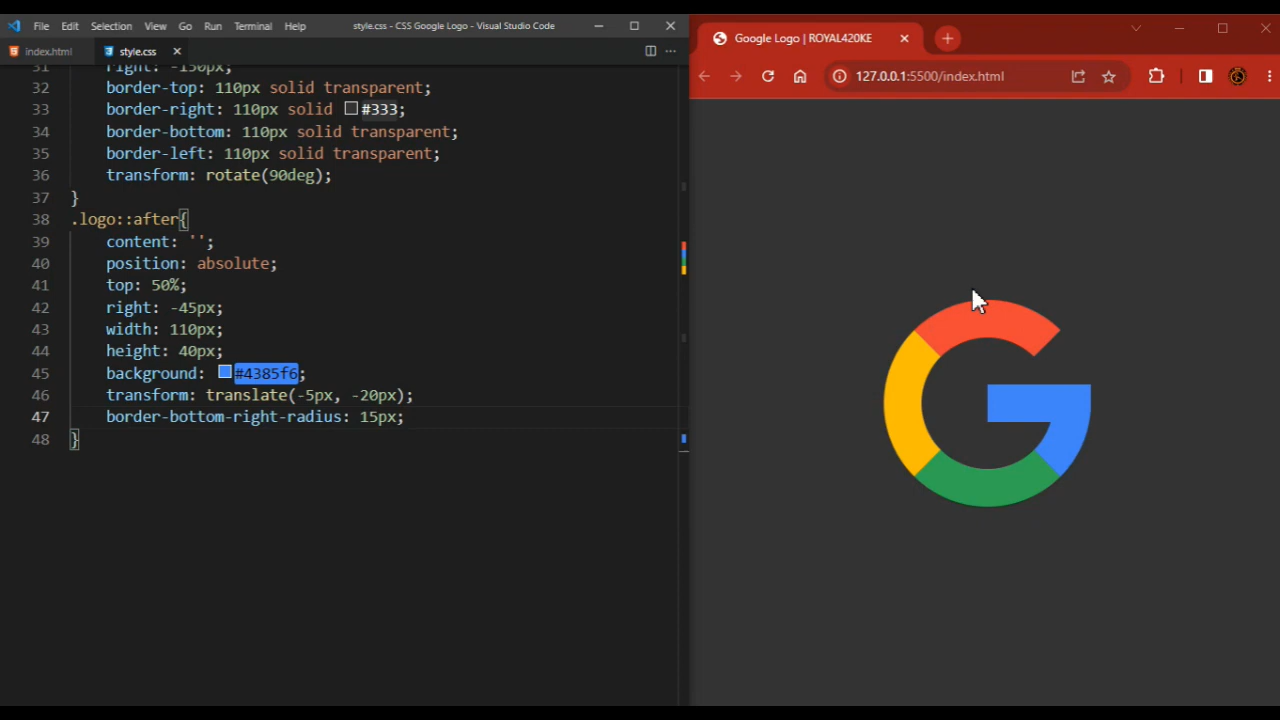 File Edit Selection View Go Run Terminal Help style.css - CSS Google Logo - Visual Studio Code
index.html style.css
31 right: -150px;
32 border-top: 110px solid transparent;
33 border-right: 110px solid #333;
34 border-bottom: 110px solid transparent;
35 border-left: 110px solid transparent;
36 transform: rotate(90deg);
37 }
38 .logo::after{
39 content: '';
40 position: absolute;
41 top: 50%;
42 right: -45px;
43 width: 110px;
44 height: 40px;
45 background: #4385f6;
46 transform: translate(-5px, -20px);
47 border-bottom-right-radius: 15px;
48 }
Google Logo | ROYAL420KE
127.0.0.1:5500/index.html